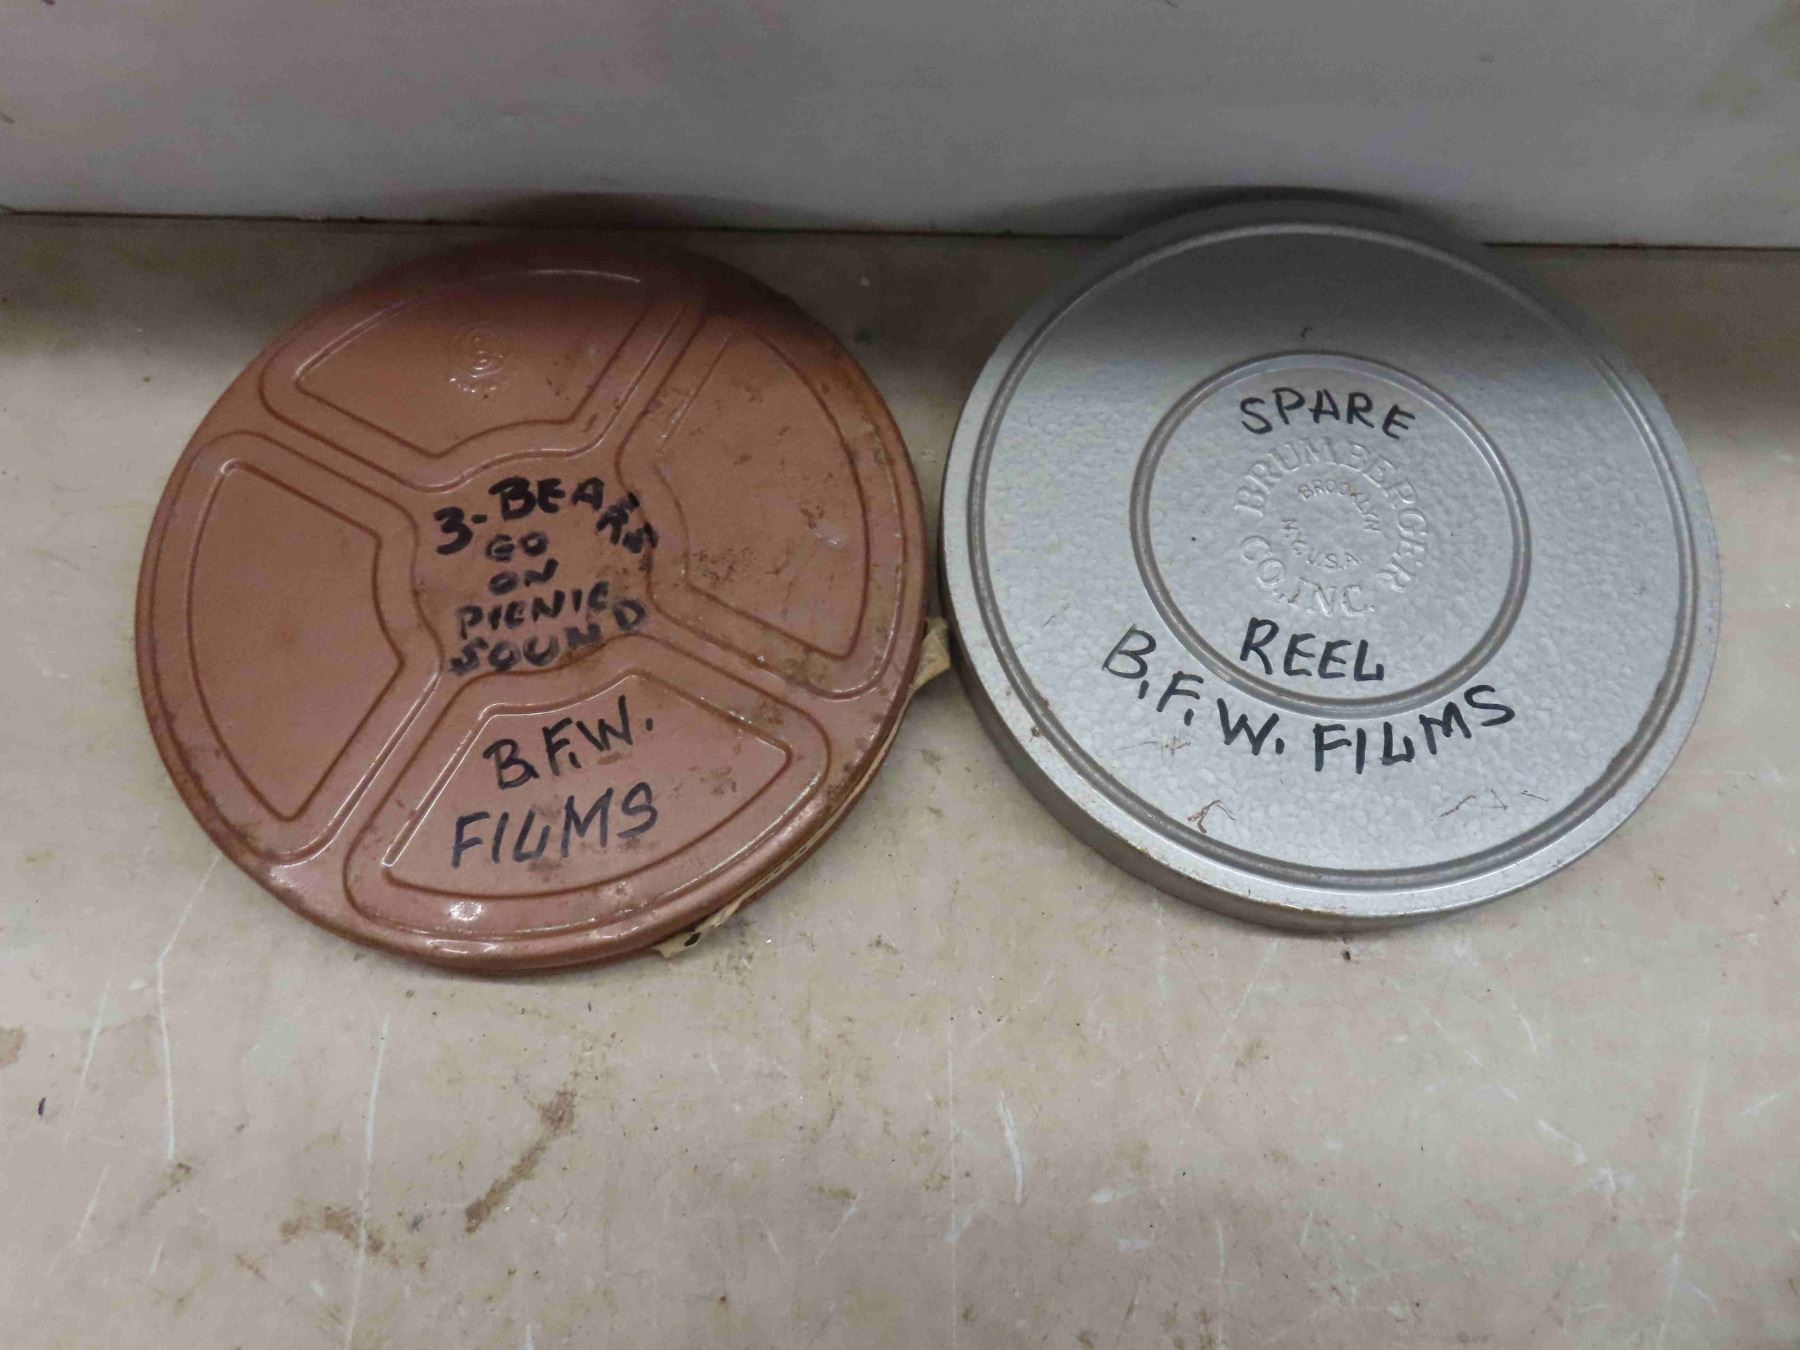 3-BEARS
GO
ON
PICNIC
SOUND
B.F.W.
FILMS
SPARE
BRUMBERGER
BROOKLYN
N.Y. U.S.A.
CO., INC.
REEL
B.F.W. FILMS